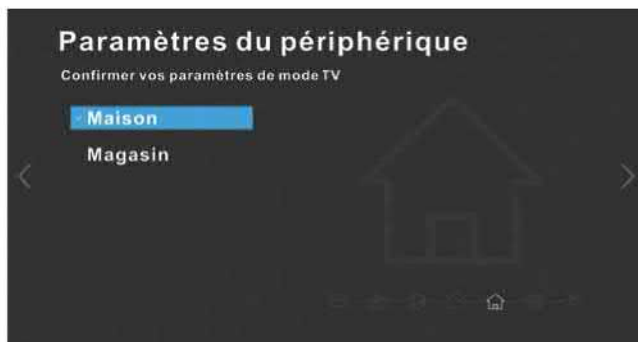 Paramètres du périphérique
Confirmer vos paramètres de mode TV
Maison
Magasin